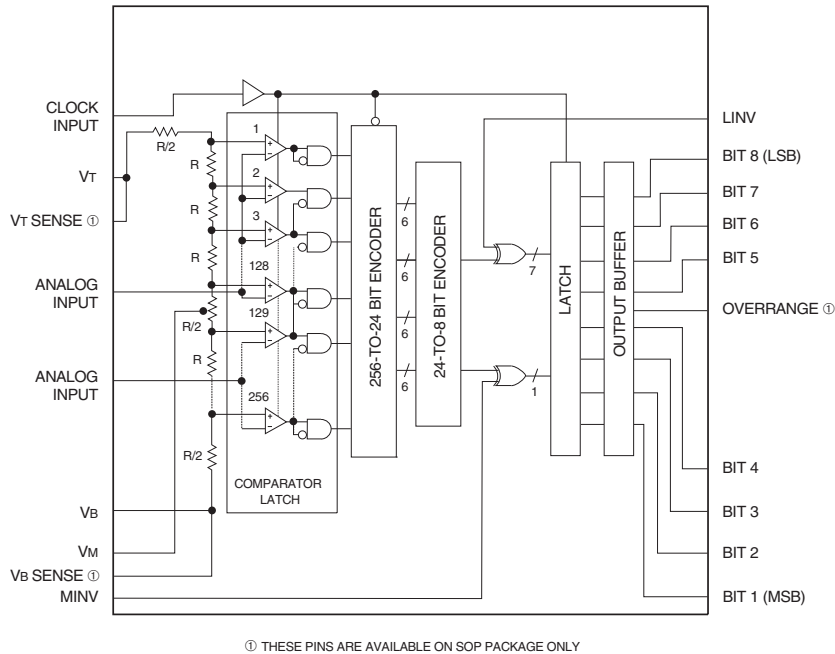 CLOCK
INPUT
VT
VT SENSE ①
ANALOG
INPUT
ANALOG
INPUT
VB
VM
VB SENSE ①
MINV
R/2
R
R
R
R/2
R
R/2
1
2
3
128
129
256
+
−
+
−
+
−
+
−
+
−
+
−
COMPARATOR
LATCH
256-TO-24 BIT ENCODER
6
6
6
6
24-TO-8 BIT ENCODER
7
1
LATCH
OUTPUT BUFFER
LINV
BIT 8 (LSB)
BIT 7
BIT 6
BIT 5
OVERRANGE ①
BIT 4
BIT 3
BIT 2
BIT 1 (MSB)
① THESE PINS ARE AVAILABLE ON SOP PACKAGE ONLY